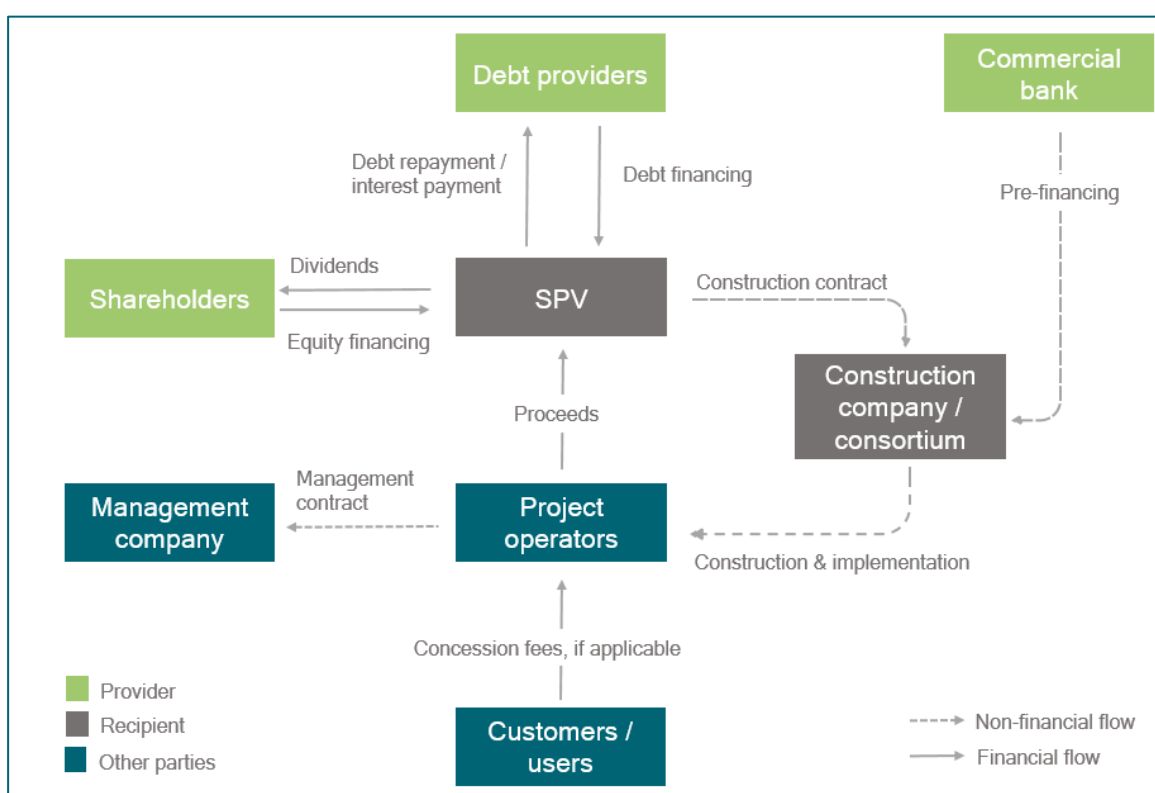 Debt providers
Commercial
bank
Debt repayment /
interest payment
Debt financing
Pre-financing
Shareholders
Dividends
Equity financing
SPV
Construction contract
Construction
company /
consortium
Proceeds
Management
company
Management
contract
Project
operators
Construction & implementation
Concession fees, if applicable
Customers /
users
Provider
Recipient
Other parties
Non-financial flow
Financial flow